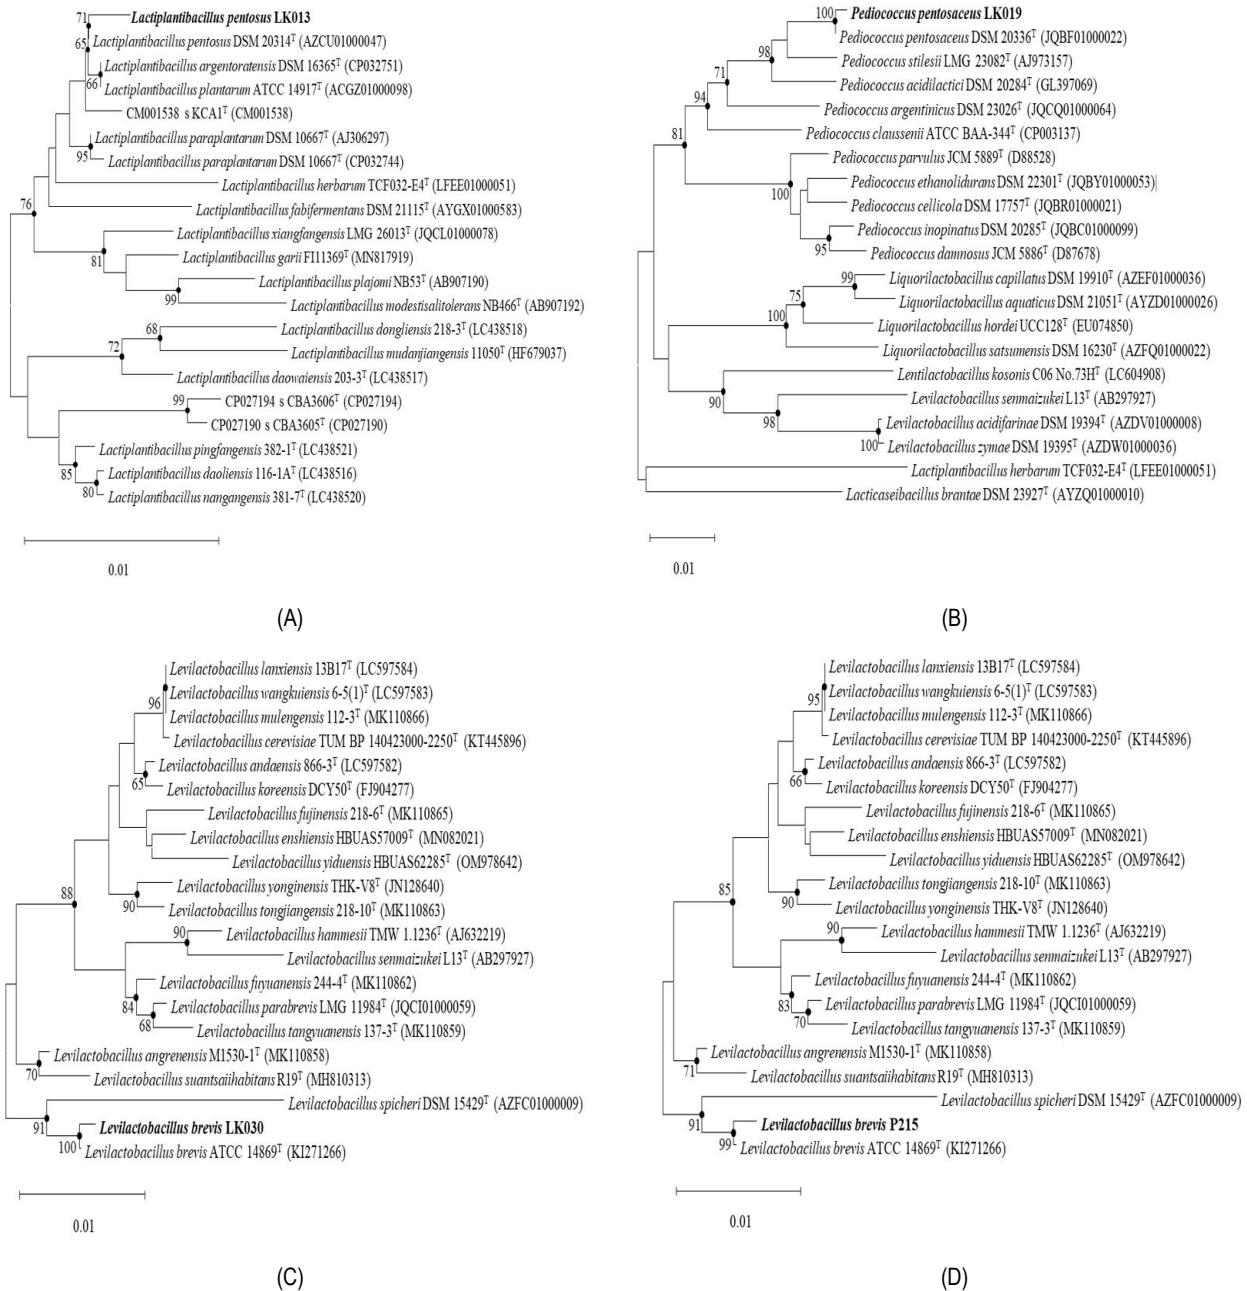 71
Lactiplantibacillus pentosus LK013
65
Lactiplantibacillus pentosus DSM 20314T (AZCU01000047)
Lactiplantibacillus argentoratensis DSM 16365T (CP032751)
66
Lactiplantibacillus plantarum ATCC 14917T (ACGZ01000098)
CM001538 s KCA1T (CM001538)
Lactiplantibacillus paraplantarum DSM 10667T (AJ306297)
95
Lactiplantibacillus paraplantarum DSM 10667T (CP032744)
Lactiplantibacillus herbarum TCF032-E4T (LFEE01000051)
76
Lactiplantibacillus fabifermentans DSM 21115T (AYGX01000583)
Lactiplantibacillus xiangfangensis LMG 26013T (JQCL01000078)
81
Lactiplantibacillus garii FI11369T (MN817919)
Lactiplantibacillus plajomi NB53T (AB907190)
99
Lactiplantibacillus modestisalitolerans NB466T (AB907192)
68
Lactiplantibacillus dongliensis 218-3T (LC438518)
72
Lactiplantibacillus mudanjiangensis 11050T (HF679037)
Lactiplantibacillus daowaiensis 203-3T (LC438517)
99
CP027194 s CBA3606T (CP027194)
CP027190 s CBA3605T (CP027190)
Lactiplantibacillus pingfangensis 382-1T (LC438521)
85
Lactiplantibacillus daoliensis 116-1AT (LC438516)
80
Lactiplantibacillus nangangensis 381-7T (LC438520)
0.01
(A)
100
Pediococcus pentosaceus LK019
Pediococcus pentosaceus DSM 20336T (JQBF01000022)
98
Pediococcus stilesii LMG 23082T (AJ973157)
71
Pediococcus acidilactici DSM 20284T (GL397069)
94
Pediococcus argentinicus DSM 23026T (JQCQ01000064)
81
Pediococcus claussenii ATCC BAA-344T (CP003137)
Pediococcus parvulus JCM 5889T (D88528)
100
Pediococcus ethanolidurans DSM 22301T (JQBY01000053)
Pediococcus cellicola DSM 17757T (JQBR01000021)
Pediococcus inopinatus DSM 20285T (JQBC01000099)
95
Pediococcus damnosus JCM 5886T (D87678)
99
Liquorilactobacillus capillatus DSM 19910T (AZEF01000036)
75
Liquorilactobacillus aquaticus DSM 21051T (AYZD01000026)
100
Liquorilactobacillus hordei UCC128T (EU074850)
Liquorilactobacillus satsumensis DSM 16230T (AZFQ01000022)
Lentilactobacillus kosonis C06 No.73HT (LC604908)
90
Levilactobacillus senmaizukei L13T (AB297927)
98
Levilactobacillus acidifarinae DSM 19394T (AZDV01000008)
100
Levilactobacillus zymae DSM 19395T (AZDW01000036)
Lactiplantibacillus herbarum TCF032-E4T (LFEE01000051)
Lacticaseibacillus brantae DSM 23927T (AYZQ01000010)
0.01
(B)
Levilactobacillus lanxiensis 13B17T (LC597584)
Levilactobacillus wangkuiensis 6-5(1)T (LC597583)
96
Levilactobacillus mulengensis 112-3T (MK110866)
Levilactobacillus cerevisiae TUM BP 140423000-2250T (KT445896)
Levilactobacillus andaensis 866-3T (LC597582)
65
Levilactobacillus koreensis DCY50T (FJ904277)
Levilactobacillus fujinensis 218-6T (MK110865)
Levilactobacillus enshiensis HBUAS57009T (MN082021)
Levilactobacillus yiduensis HBUAS62285T (OM978642)
88
Levilactobacillus yonginensis THK-V8T (JN128640)
90
Levilactobacillus tongjiangensis 218-10T (MK110863)
90
Levilactobacillus hammesii TMW 1.1236T (AJ632219)
Levilactobacillus senmaizukei L13T (AB297927)
Levilactobacillus fuyuanensis 244-4T (MK110862)
84
Levilactobacillus parabrevis LMG 11984T (JQCI01000059)
68
Levilactobacillus tangyuanensis 137-3T (MK110859)
Levilactobacillus angrenensis M1530-1T (MK110858)
70
Levilactobacillus suantsaiihabitans R19T (MH810313)
Levilactobacillus spicheri DSM 15429T (AZFC01000009)
91
Levilactobacillus brevis LK030
100
Levilactobacillus brevis ATCC 14869T (KI271266)
0.01
(C)
Levilactobacillus lanxiensis 13B17T (LC597584)
Levilactobacillus wangkuiensis 6-5(1)T (LC597583)
95
Levilactobacillus mulengensis 112-3T (MK110866)
Levilactobacillus cerevisiae TUM BP 140423000-2250T (KT445896)
Levilactobacillus andaensis 866-3T (LC597582)
66
Levilactobacillus koreensis DCY50T (FJ904277)
Levilactobacillus fujinensis 218-6T (MK110865)
Levilactobacillus enshiensis HBUAS57009T (MN082021)
Levilactobacillus yiduensis HBUAS62285T (OM978642)
85
Levilactobacillus tongjiangensis 218-10T (MK110863)
90
Levilactobacillus yonginensis THK-V8T (JN128640)
90
Levilactobacillus hammesii TMW 1.1236T (AJ632219)
Levilactobacillus senmaizukei L13T (AB297927)
Levilactobacillus fuyuanensis 244-4T (MK110862)
83
Levilactobacillus parabrevis LMG 11984T (JQCI01000059)
70
Levilactobacillus tangyuanensis 137-3T (MK110859)
Levilactobacillus angrenensis M1530-1T (MK110858)
71
Levilactobacillus suantsaiihabitans R19T (MH810313)
Levilactobacillus spicheri DSM 15429T (AZFC01000009)
91
Levilactobacillus brevis P215
99
Levilactobacillus brevis ATCC 14869T (KI271266)
0.01
(D)